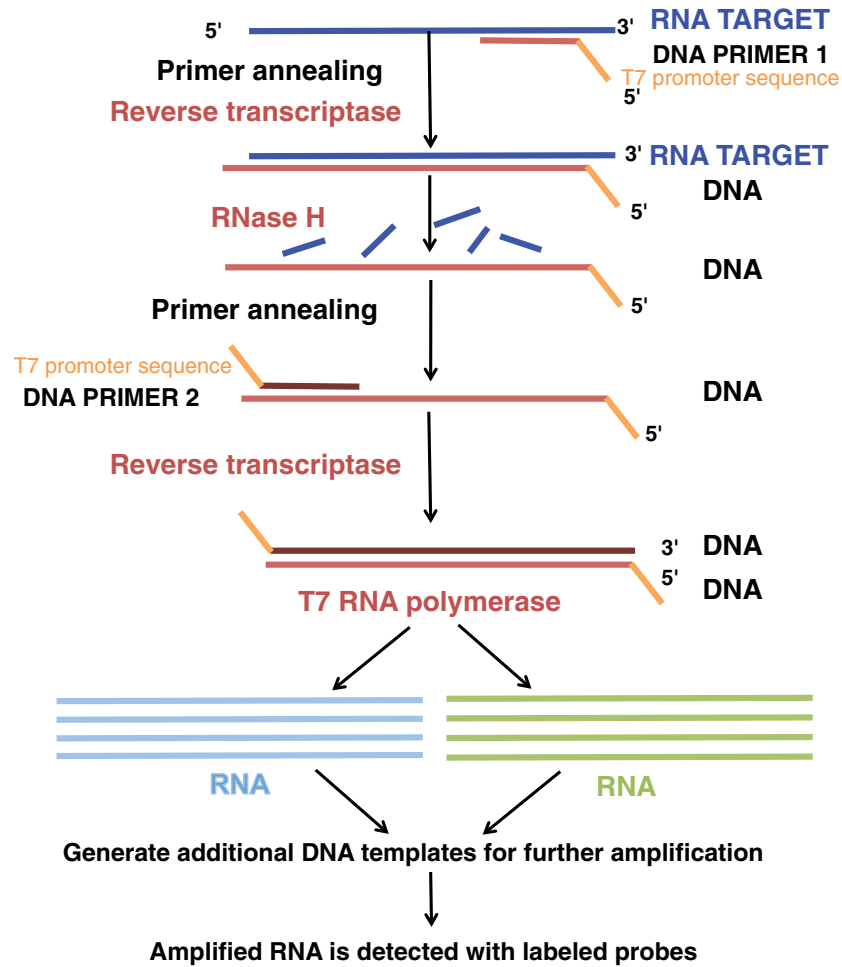 5'
3' RNA TARGET
DNA PRIMER 1
Primer annealing
T7 promoter sequence
5'
Reverse transcriptase
3' RNA TARGET
DNA
5'
RNase H
DNA
5'
Primer annealing
T7 promoter sequence
DNA PRIMER 2
DNA
5'
Reverse transcriptase
3' DNA
5'
DNA
T7 RNA polymerase
RNA
RNA
Generate additional DNA templates for further amplification
Amplified RNA is detected with labeled probes